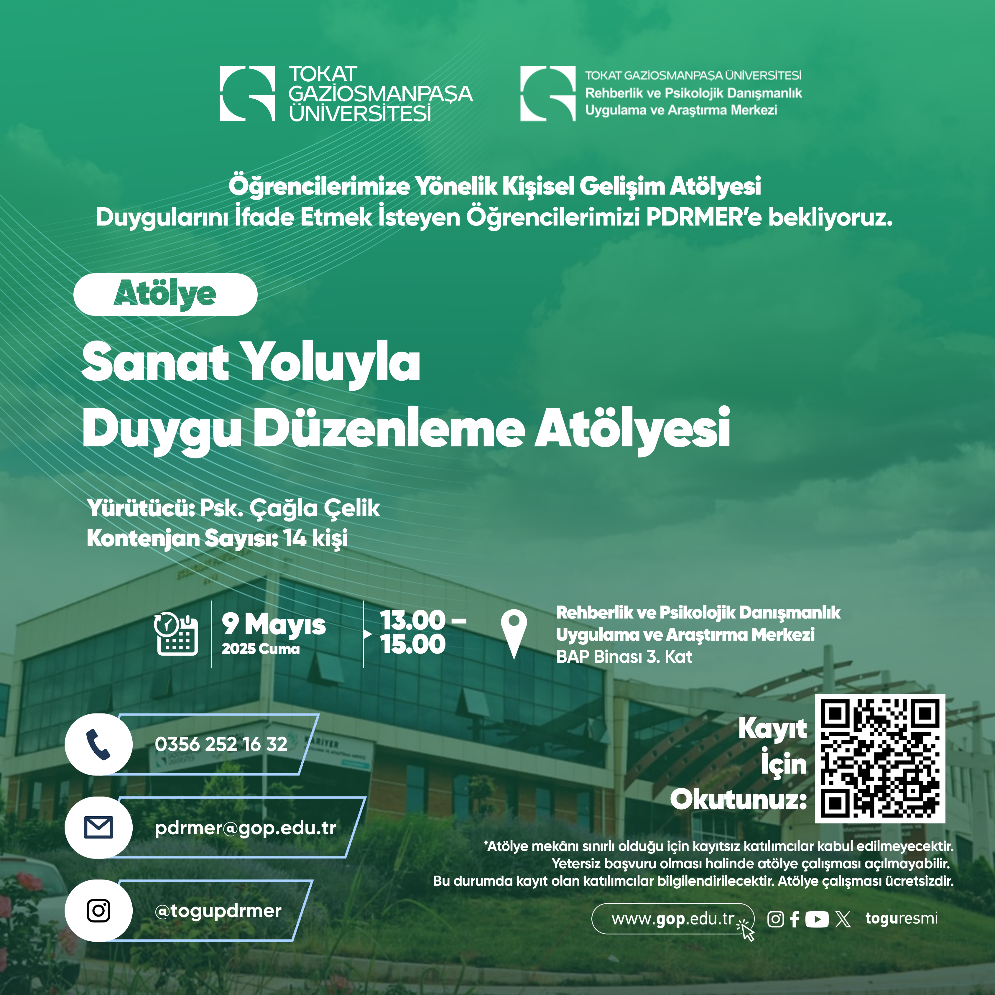 TOKAT
GAZİOSMANPAŞA
ÜNİVERSİTESİ
TOKAT GAZİOSMANPAŞA ÜNİVERSİTESİ
Rehberlik ve Psikolojik Danışmanlık
Uygulama ve Araştırma Merkezi
Öğrencilerimize Yönelik Kişisel Gelişim Atölyesi
Duygularını İfade Etmek İsteyen Öğrencilerimizi PDRMER'e bekliyoruz.
Atölye
Sanat Yoluyla
Duygu Düzenleme Atölyesi
Yürütücü: Psk. Çağla Çelik
Kontenjan Sayısı: 14 kişi
9 Mayıs
2025 Cuma
13.00 –
15.00
Rehberlik ve Psikolojik Danışmanlık
Uygulama ve Araştırma Merkezi
BAP Binası 3. Kat
KARİYER
0356 252 16 32
pdrmer@gop.edu.tr
@togupdrmer
Kayıt
İçin
Okutunuz:
*Atölye mekânı sınırlı olduğu için kayıtsız katılımcılar kabul edilmeyecektir.
Yetersiz başvuru olması halinde atölye çalışması açılmayabilir.
Bu durumda kayıt olan katılımcılar bilgilendirilecektir. Atölye çalışması ücretsizdir.
www.gop.edu.tr
toguresmi